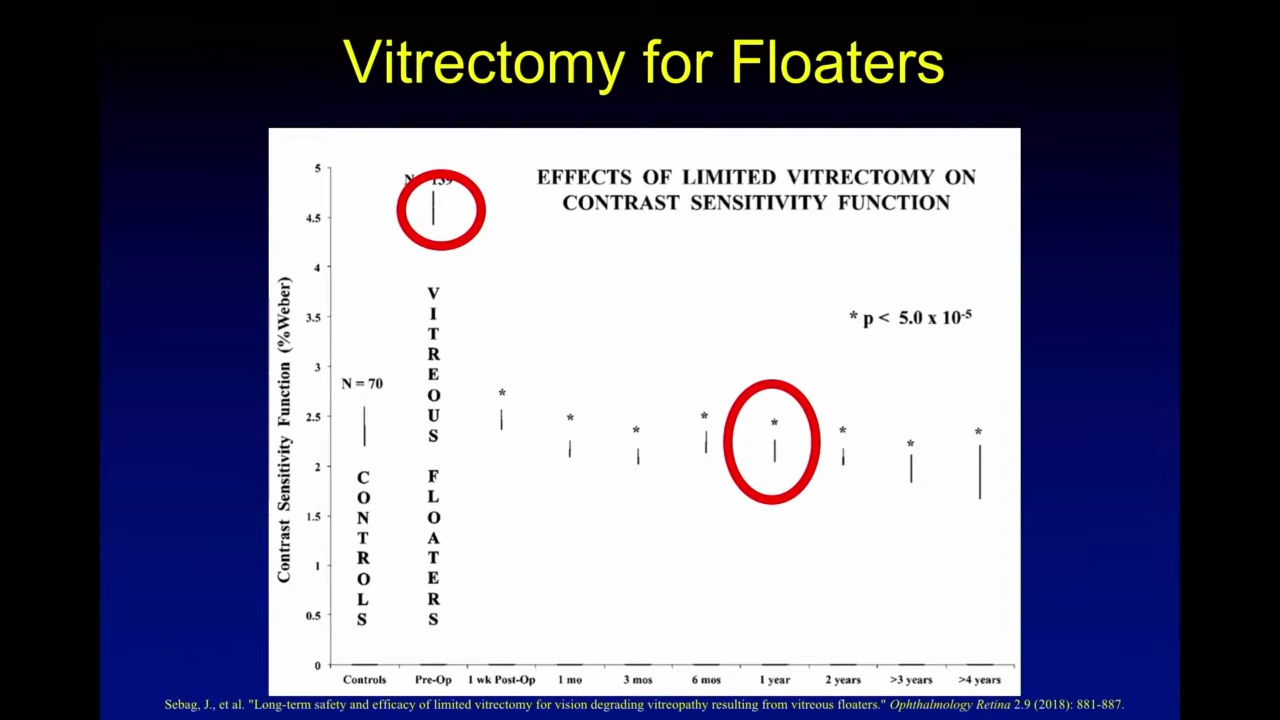 Vitrectomy for Floaters
EFFECTS OF LIMITED VITRECTOMY ON
CONTRAST SENSITIVITY FUNCTION
* p < 5.0 x 10⁻⁵
Contrast Sensitivity Function (%Weber)
5
4.5
4
3.5
3
2.5
2
1.5
1
0.5
0
N = 70
CONTROLS
VITREOUS FLOATERS
*
*
*
*
*
*
*
*
Controls Pre-Op 1 wk Post-Op 1 mo 3 mos 6 mos 1 year 2 years >3 years >4 years
Sebag, J., et al. "Long-term safety and efficacy of limited vitrectomy for vision degrading vitreopathy resulting from vitreous floaters." Ophthalmology Retina 2.9 (2018): 881-887.